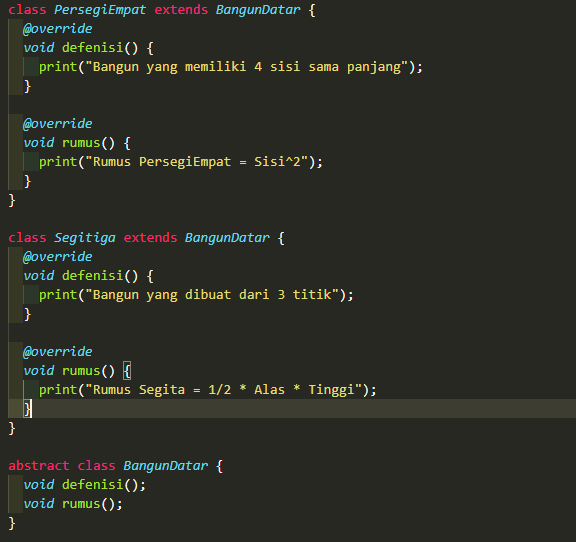 class PersegiEmpat extends BangunDatar {
@override
void defenisi() {
print("Bangun yang memiliki 4 sisi sama panjang");
}
@override
void rumus() {
print("Rumus PersegiEmpat = Sisi^2");
}
}
class Segitiga extends BangunDatar {
@override
void defenisi() {
print("Bangun yang dibuat dari 3 titik");
}
@override
void rumus() {
print("Rumus Segita = 1/2 * Alas * Tinggi");
}
}
abstract class BangunDatar {
void defenisi();
void rumus();
}